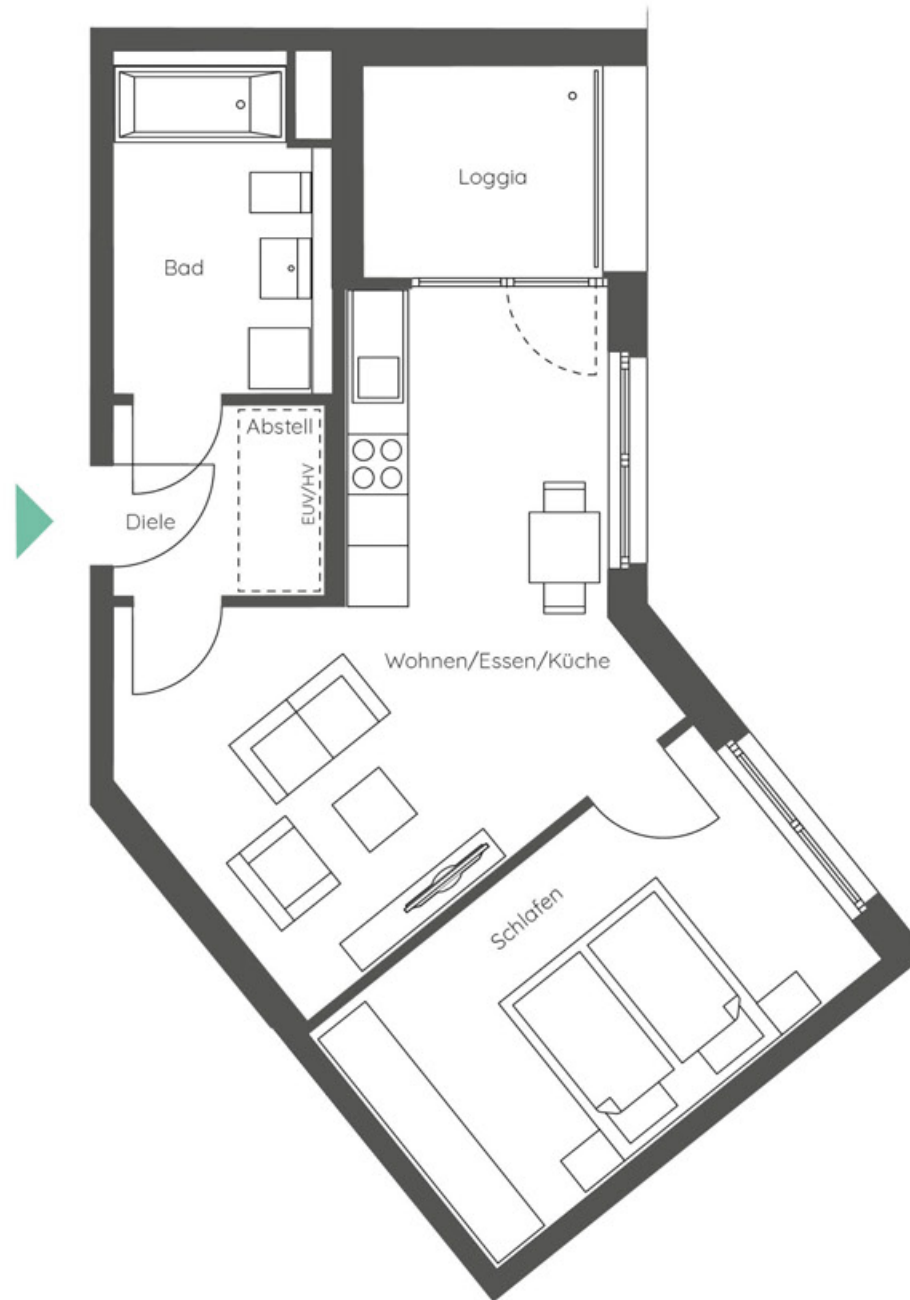 Loggia
Bad
Abstell
EUV/HV
Diele
Wohnen/Essen/Küche
Schlafen